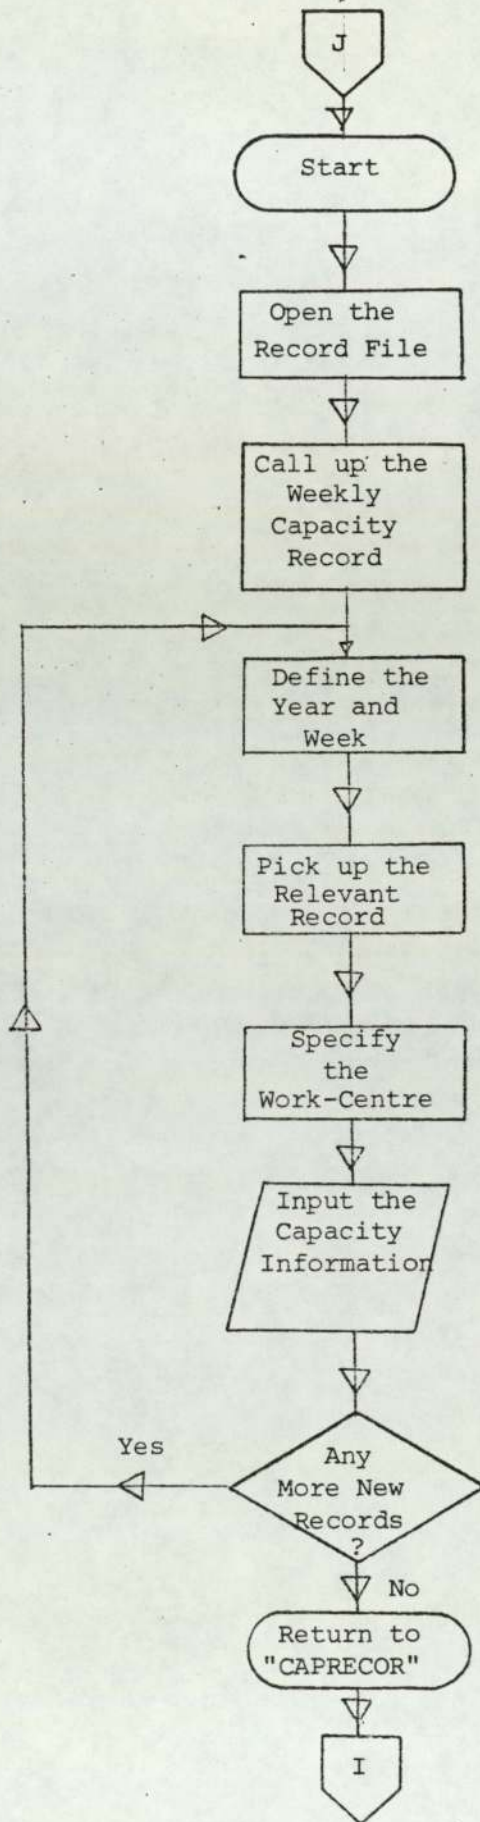 J
Start
Open the
Record File
Call up the
Weekly
Capacity
Record
Define the
Year and
Week
Pick up the
Relevant
Record
Specify
the
Work-Centre
Input the
Capacity
Information
Yes
Any
More New
Records
?
No
Return to
"CAPRECOR"
I